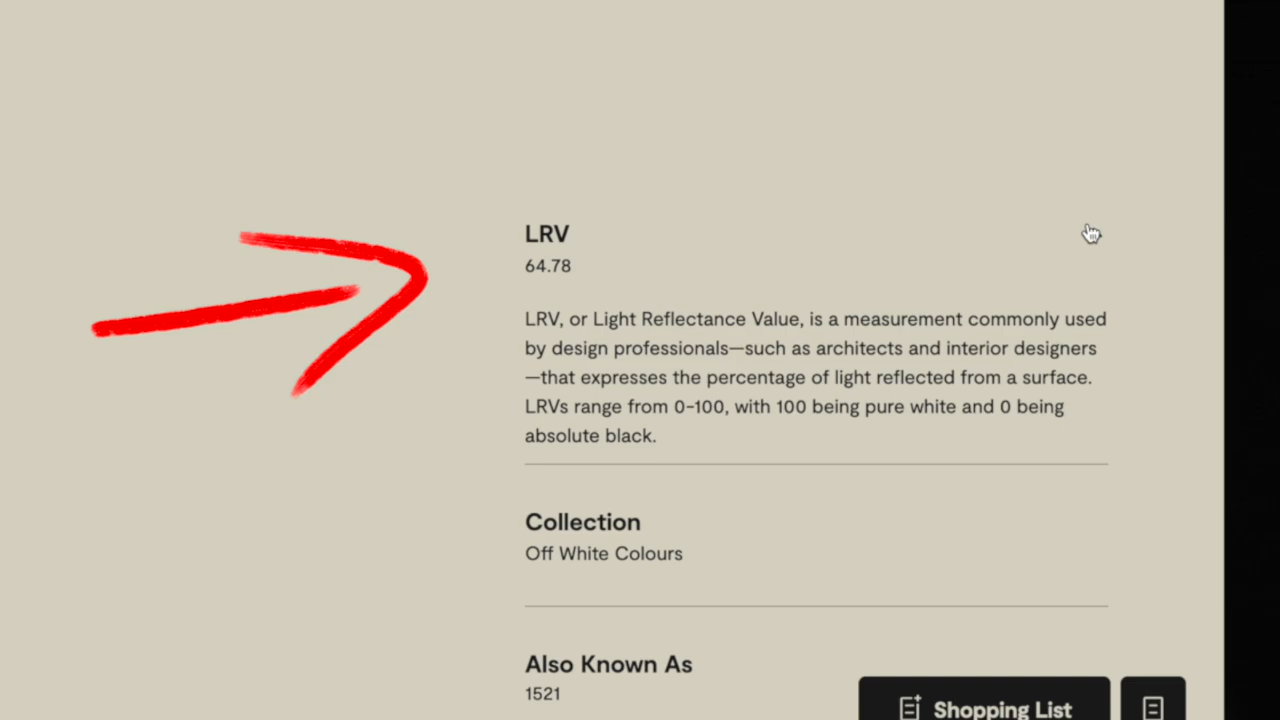 LRV
64.78
LRV, or Light Reflectance Value, is a measurement commonly used
by design professionals—such as architects and interior designers
—that expresses the percentage of light reflected from a surface.
LRVs range from 0-100, with 100 being pure white and 0 being
absolute black.
Collection
Off White Colours
Also Known As
1521
Shopping List